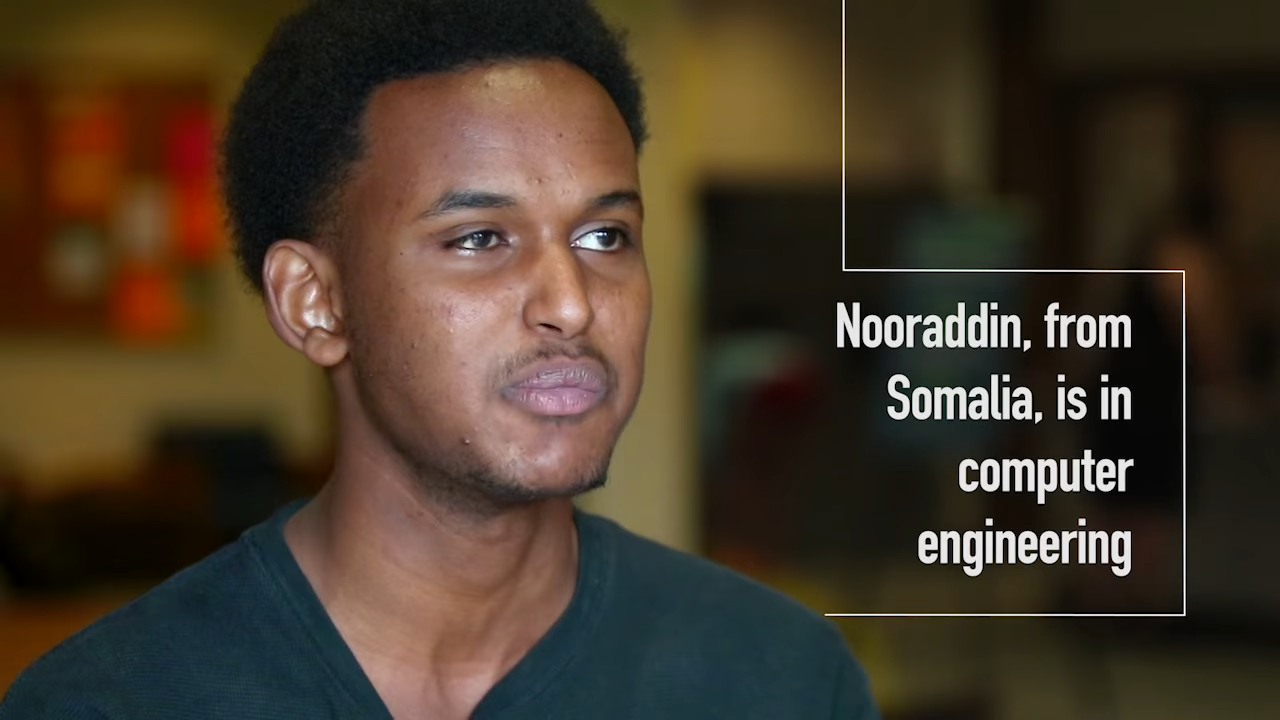 Nooraddin, from
Somalia, is in
computer
engineering